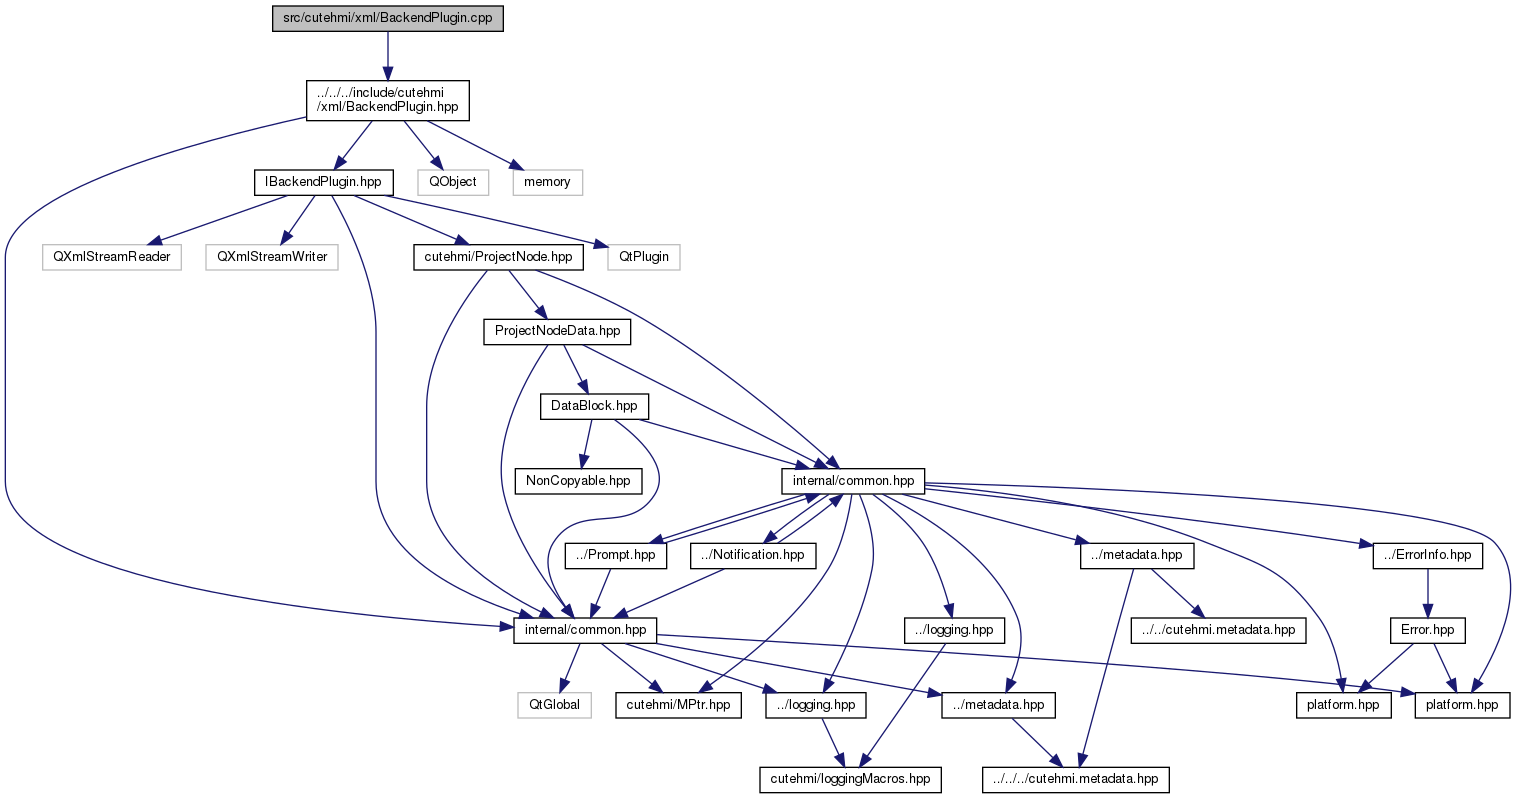 src/cutehmi/xml/BackendPlugin.cpp
../../../include/cutehmi
/xml/BackendPlugin.hpp
IBackendPlugin.hpp
QObject
memory
QXmlStreamReader
QXmlStreamWriter
cutehmi/ProjectNode.hpp
QtPlugin
ProjectNodeData.hpp
DataBlock.hpp
NonCopyable.hpp
internal/common.hpp
../Prompt.hpp
../Notification.hpp
../metadata.hpp
../ErrorInfo.hpp
internal/common.hpp
../logging.hpp
../../cutehmi.metadata.hpp
Error.hpp
QtGlobal
cutehmi/MPtr.hpp
../logging.hpp
../metadata.hpp
platform.hpp
platform.hpp
cutehmi/loggingMacros.hpp
../../../cutehmi.metadata.hpp